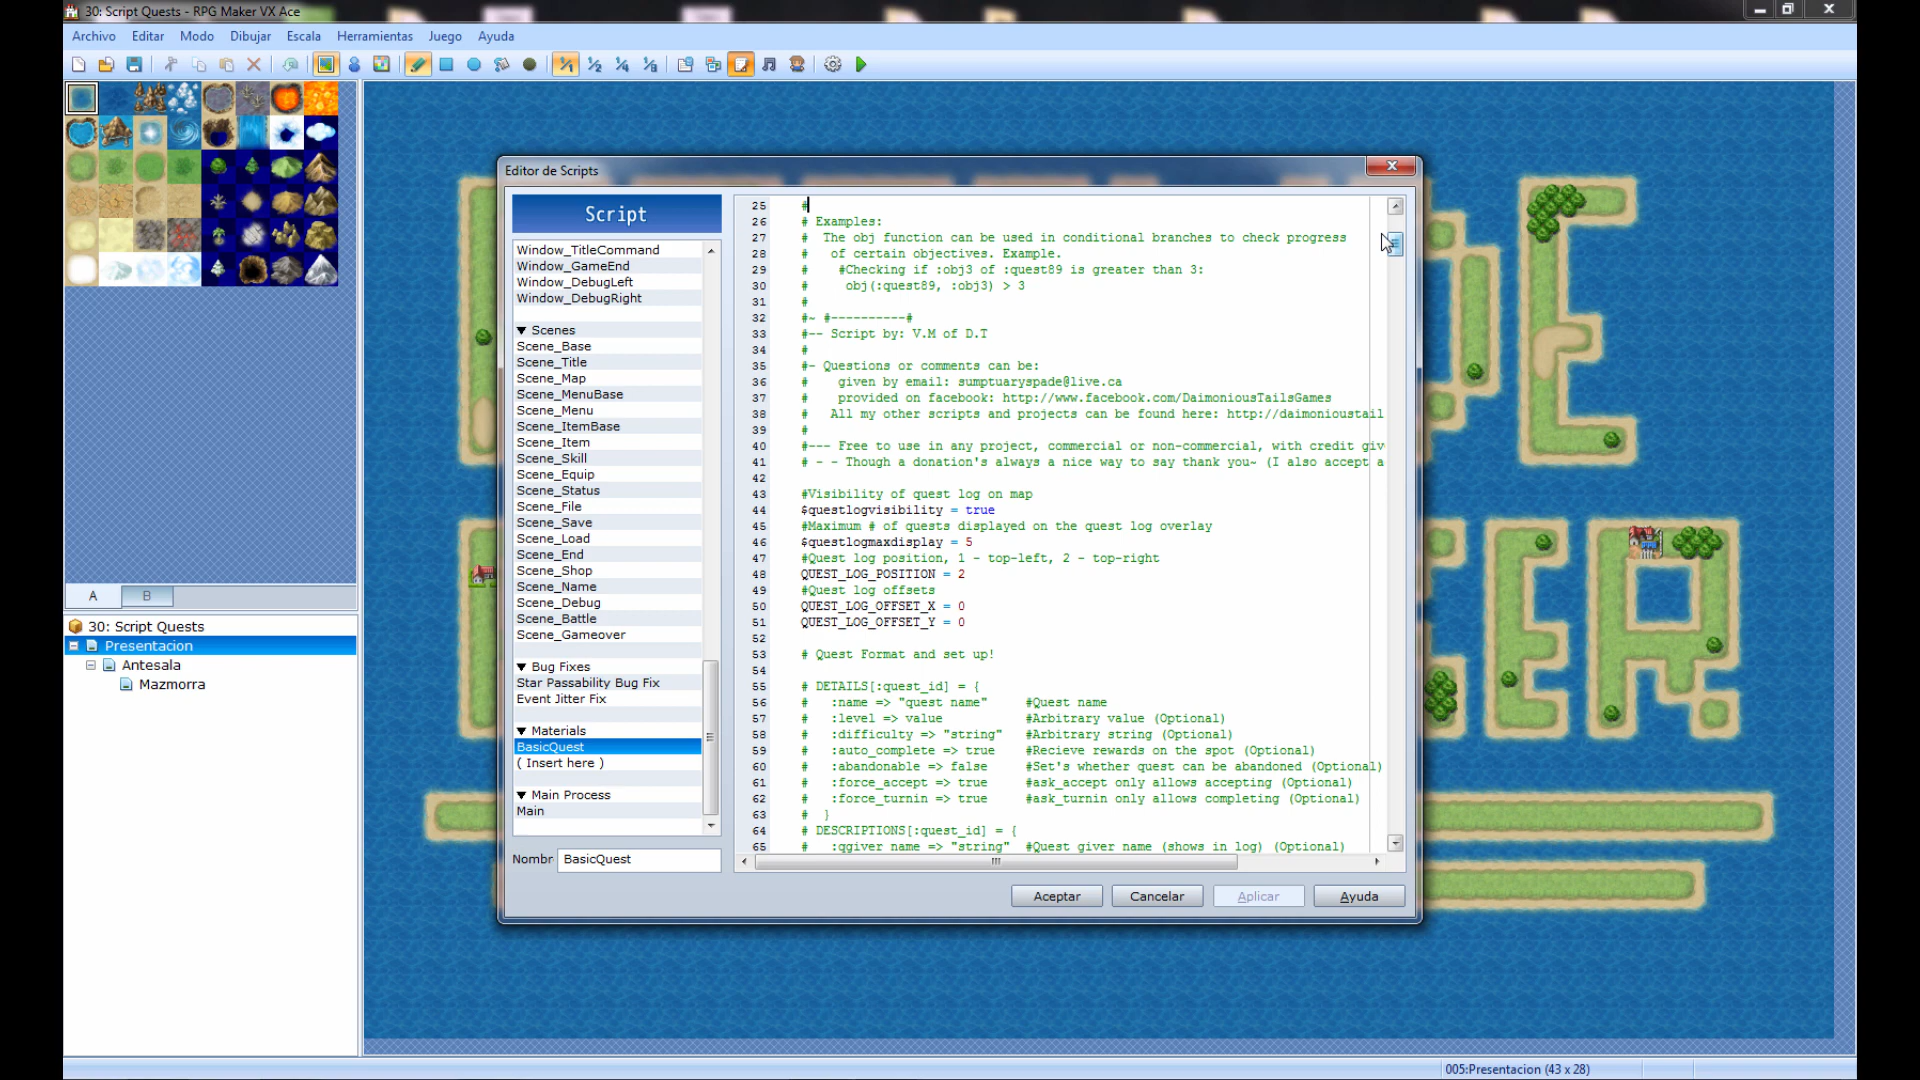 30: Script Quests - RPG Maker VX Ace
Archivo Editar Modo Dibujar Escala Herramientas Juego Ayuda
1/1 1/2 1/4 1/8
A B
30: Script Quests
Presentacion
Antesala
Mazmorra
Editor de Scripts
Script
Window_TitleCommand
Window_GameEnd
Window_DebugLeft
Window_DebugRight
▼ Scenes
Scene_Base
Scene_Title
Scene_Map
Scene_MenuBase
Scene_Menu
Scene_ItemBase
Scene_Item
Scene_Skill
Scene_Equip
Scene_Status
Scene_File
Scene_Save
Scene_Load
Scene_End
Scene_Shop
Scene_Name
Scene_Debug
Scene_Battle
Scene_Gameover
▼ Bug Fixes
Star Passability Bug Fix
Event Jitter Fix
▼ Materials
BasicQuest
( Insert here )
▼ Main Process
Main
Nombr BasicQuest
25 #
26 # Examples:
27 # The obj function can be used in conditional branches to check progress
28 # of certain objectives. Example.
29 # #Checking if :obj3 of :quest89 is greater than 3:
30 # obj(:quest89, :obj3) > 3
31 #
32 #~ #----------#
33 #-- Script by: V.M of D.T
34 #
35 #- Questions or comments can be:
36 # given by email: sumptuaryspade@live.ca
37 # provided on facebook: http://www.facebook.com/DaimoniousTailsGames
38 # All my other scripts and projects can be found here: http://daimonioustail
39 #
40 #--- Free to use in any project, commercial or non-commercial, with credit giv
41 # - - Though a donation's always a nice way to say thank you~ (I also accept a
42
43 #Visibility of quest log on map
44 $questlogvisibility = true
45 #Maximum # of quests displayed on the quest log overlay
46 $questlogmaxdisplay = 5
47 #Quest log position, 1 - top-left, 2 - top-right
48 QUEST_LOG_POSITION = 2
49 #Quest log offsets
50 QUEST_LOG_OFFSET_X = 0
51 QUEST_LOG_OFFSET_Y = 0
52
53 # Quest Format and set up!
54
55 # DETAILS[:quest_id] = {
56 # :name => "quest name" #Quest name
57 # :level => value #Arbitrary value (Optional)
58 # :difficulty => "string" #Arbitrary string (Optional)
59 # :auto_complete => true #Recieve rewards on the spot (Optional)
60 # :abandonable => false #Set's whether quest can be abandoned (Optional)
61 # :force_accept => true #ask_accept only allows accepting (Optional)
62 # :force_turnin => true #ask_turnin only allows completing (Optional)
63 # }
64 # DESCRIPTIONS[:quest_id] = {
65 # :qgiver_name => "string" #Quest giver name (shows in log) (Optional)
Aceptar Cancelar Aplicar Ayuda
005:Presentacion (43 x 28)